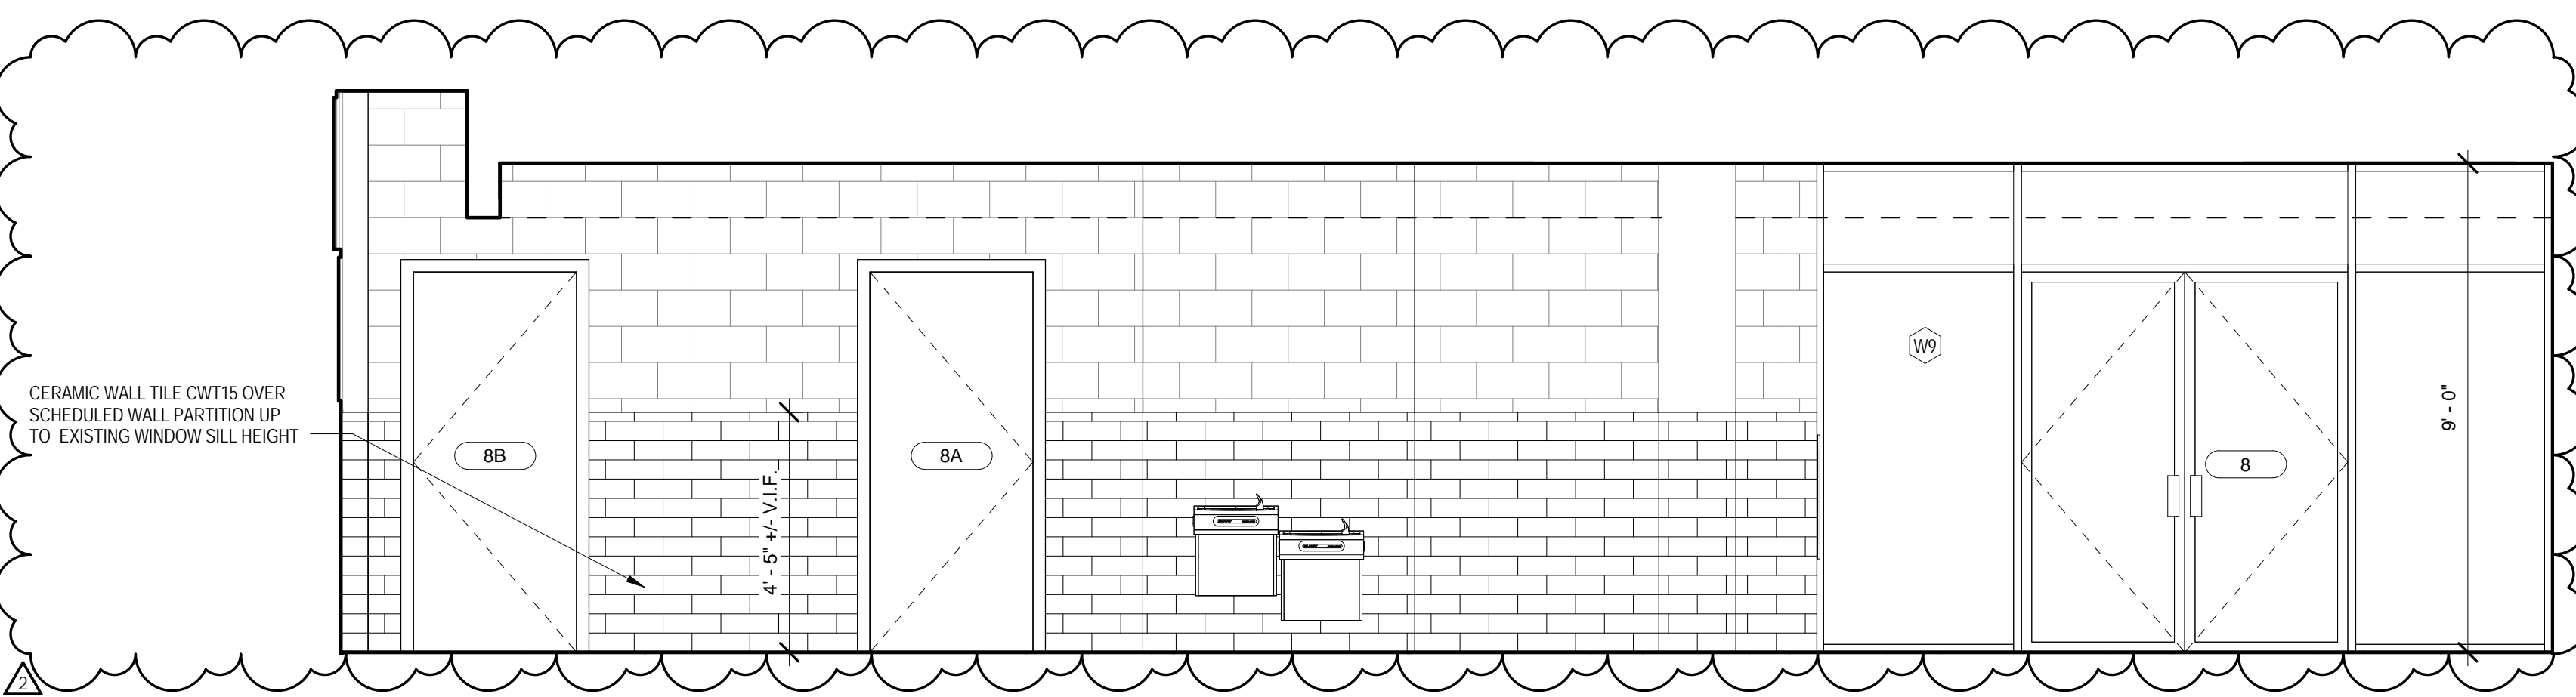 CERAMIC WALL TILE CWT15 OVER
SCHEDULED WALL PARTITION UP
TO EXISTING WINDOW SILL HEIGHT
8B
4' - 5" +/- V.I.F.
8A
W9
8
9' - 0"
2